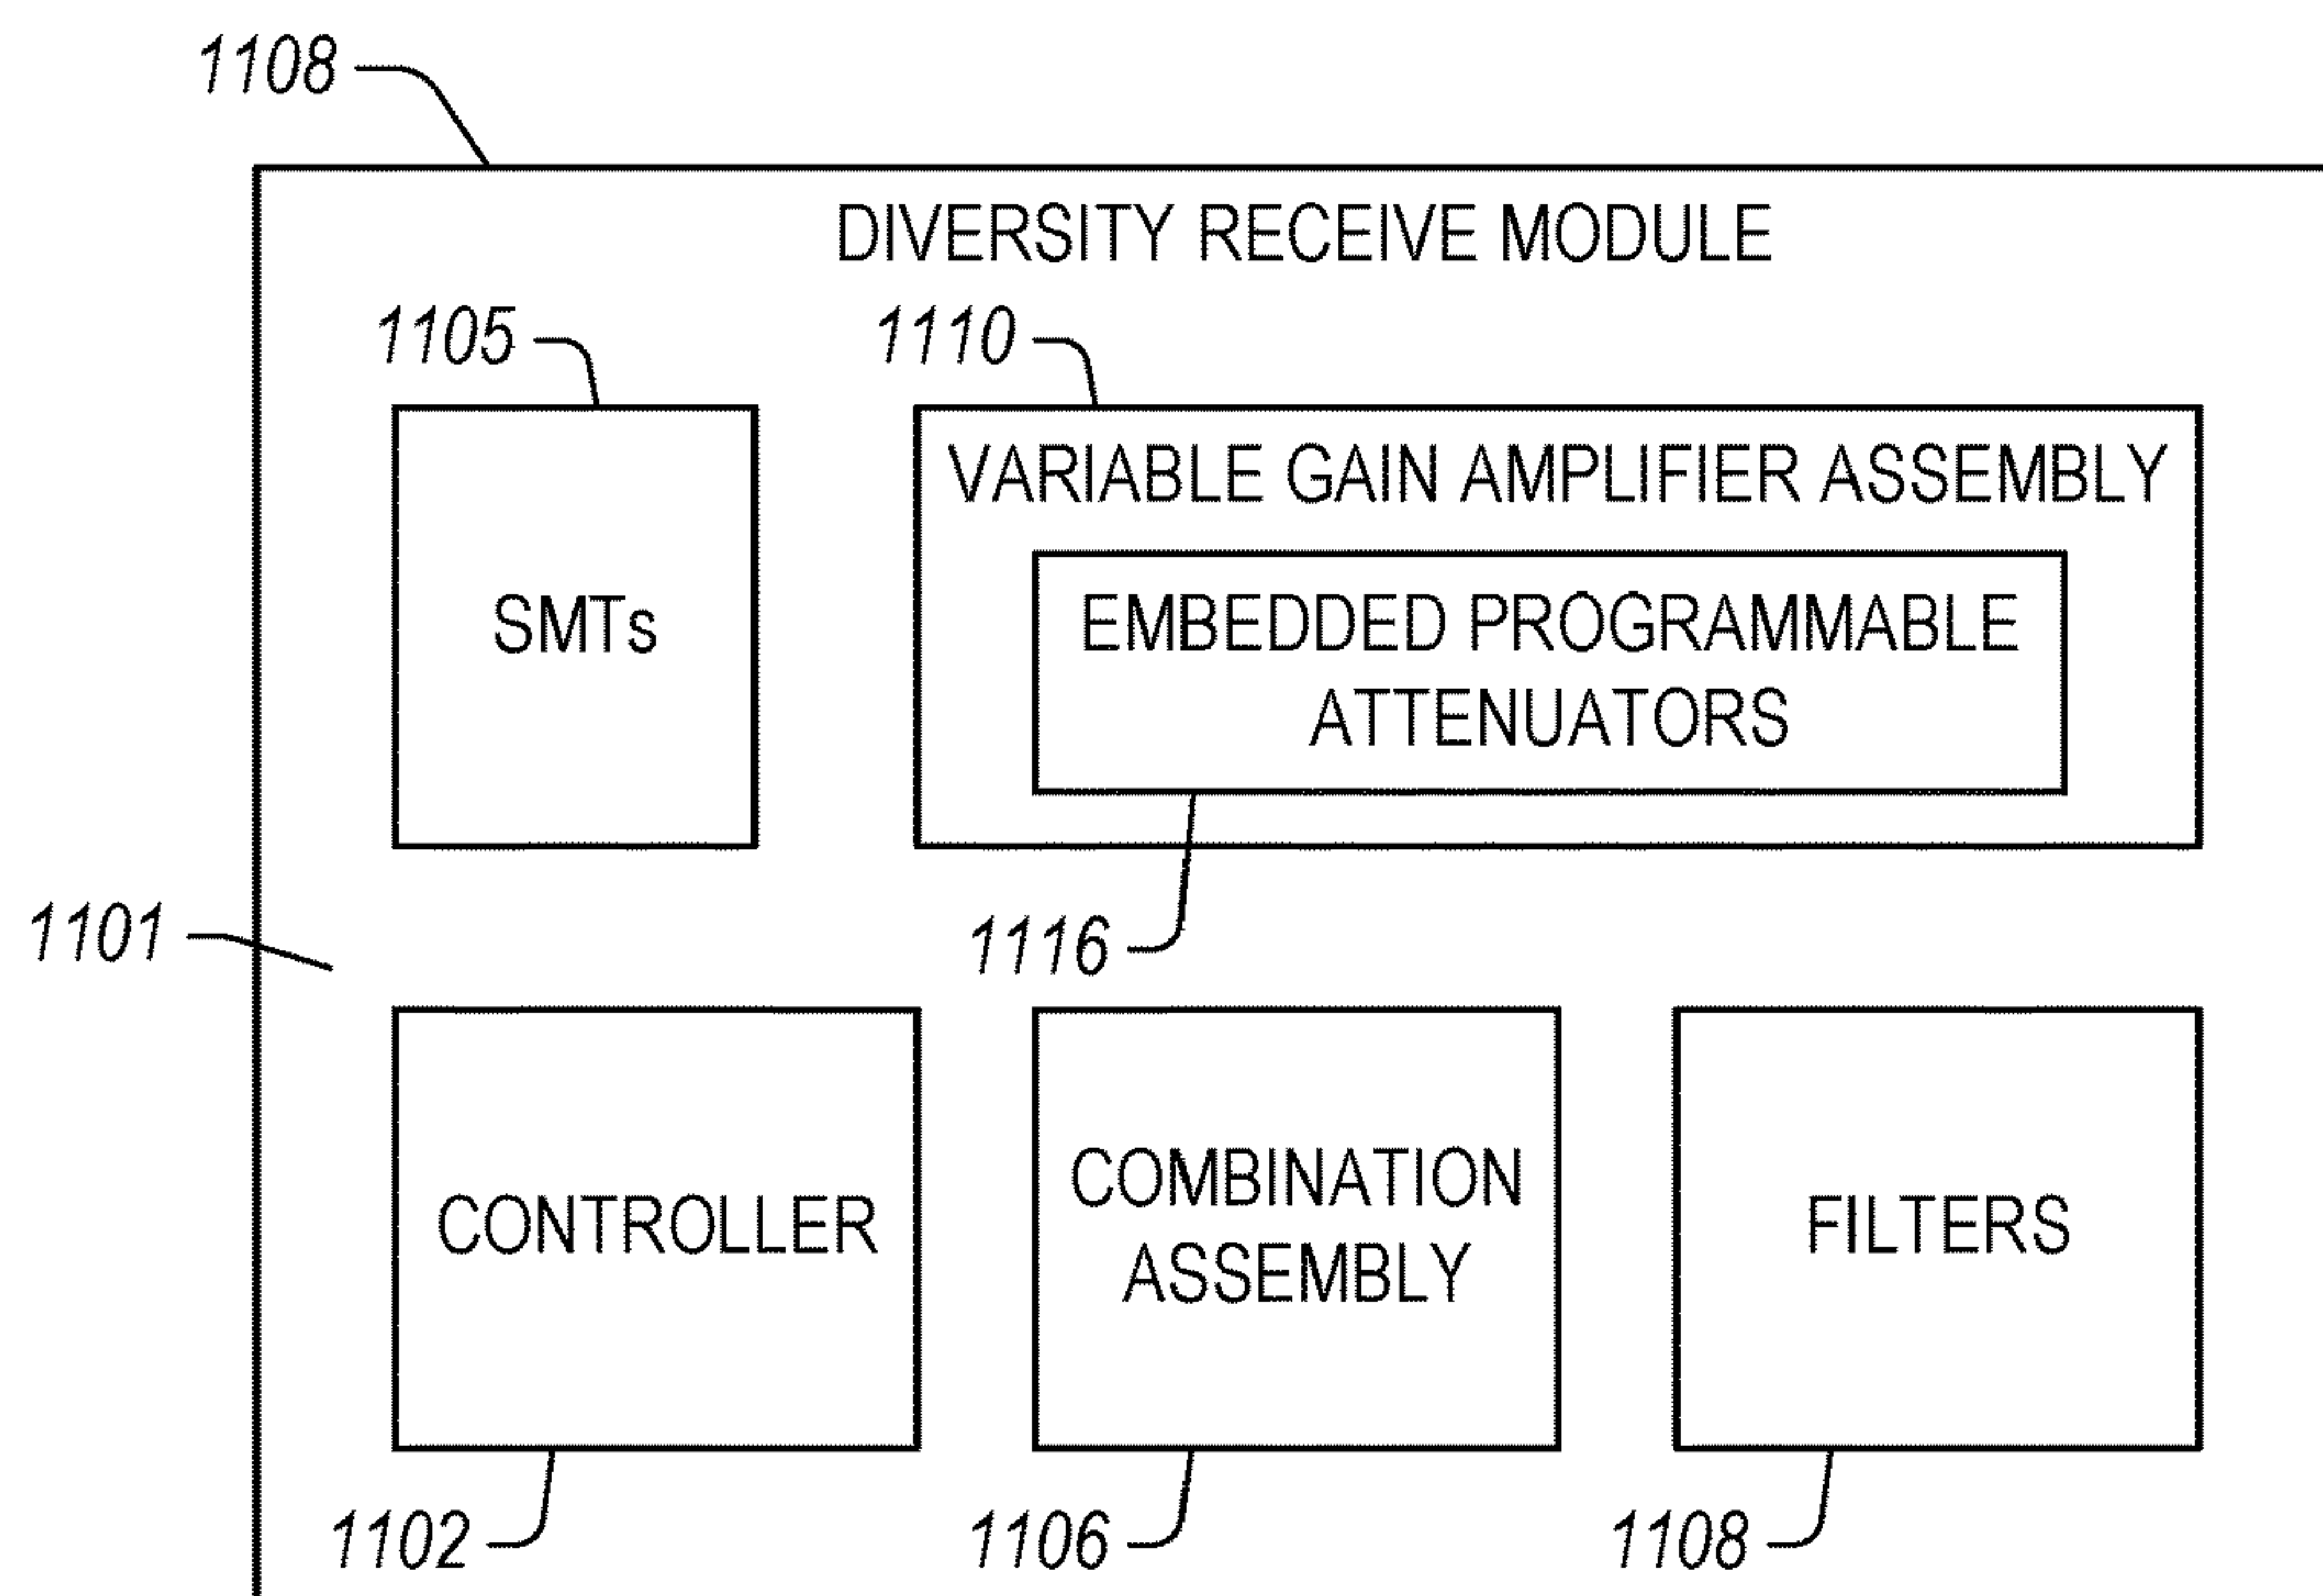 1108
DIVERSITY RECEIVE MODULE
1105
1110
VARIABLE GAIN AMPLIFIER ASSEMBLY
SMTs
EMBEDDED PROGRAMMABLE
ATTENUATORS
1101
1116
CONTROLLER
COMBINATION
ASSEMBLY
FILTERS
1102
1106
1108